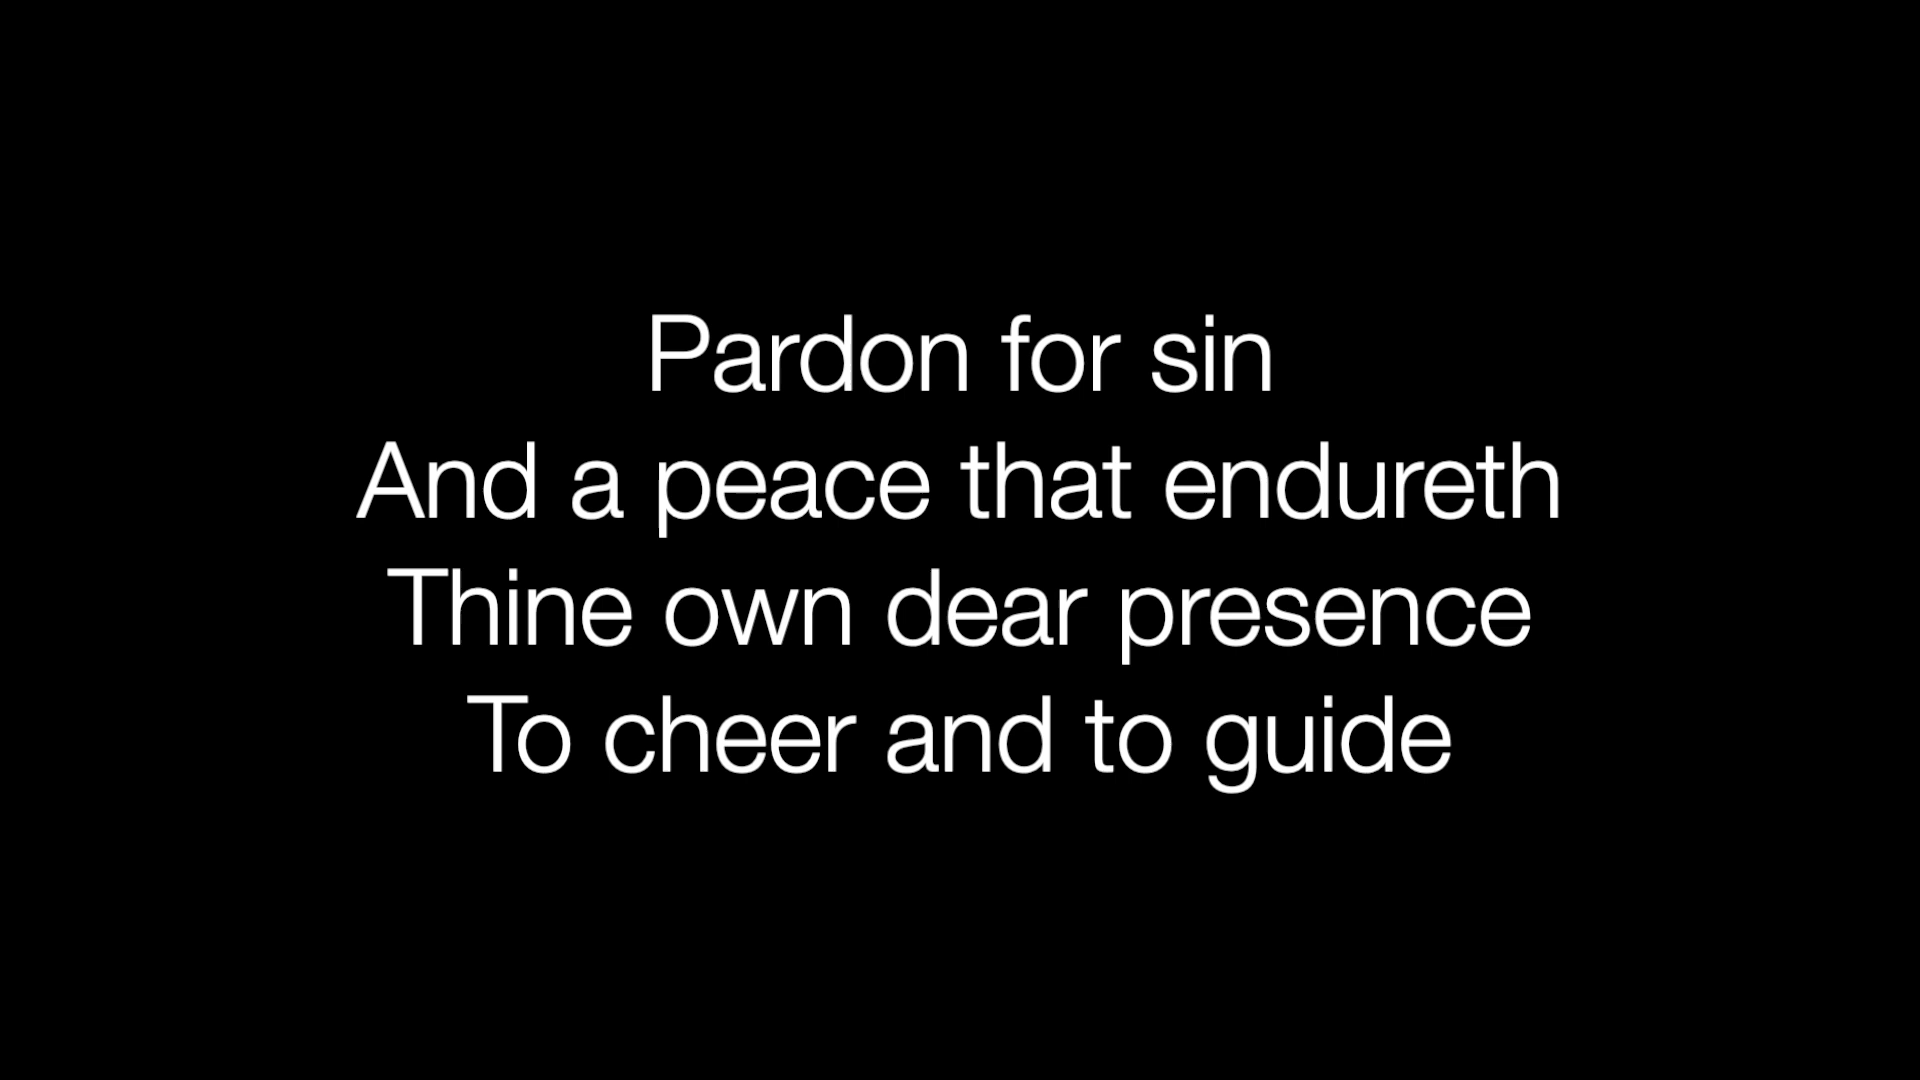 Pardon for sin
And a peace that endureth
Thine own dear presence
To cheer and to guide